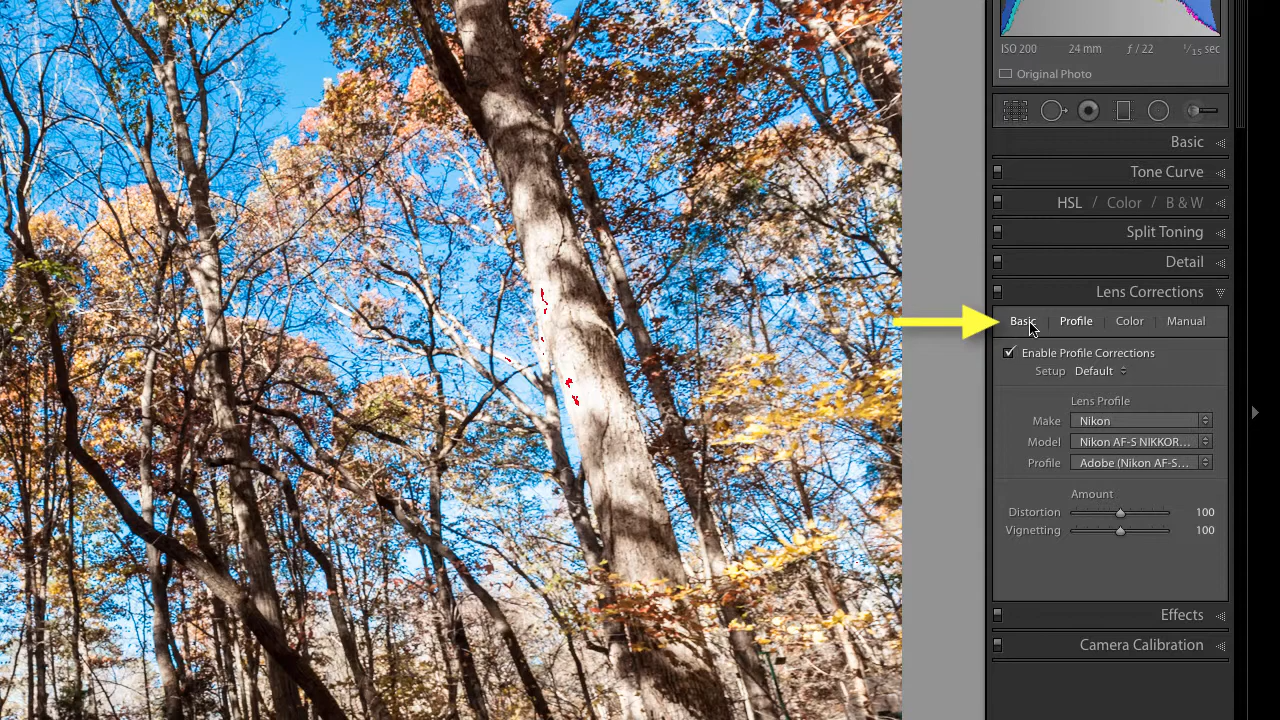 ISO 200 24 mm ƒ / 22 1/15 sec
Original Photo
Basic
Tone Curve
HSL / Color / B & W
Split Toning
Detail
Lens Corrections
Basic Profile Color Manual
Enable Profile Corrections
Setup Default
Lens Profile
Make Nikon
Model Nikon AF-S NIKKOR...
Profile Adobe (Nikon AF-S...
Amount
Distortion 100
Vignetting 100
Effects
Camera Calibration